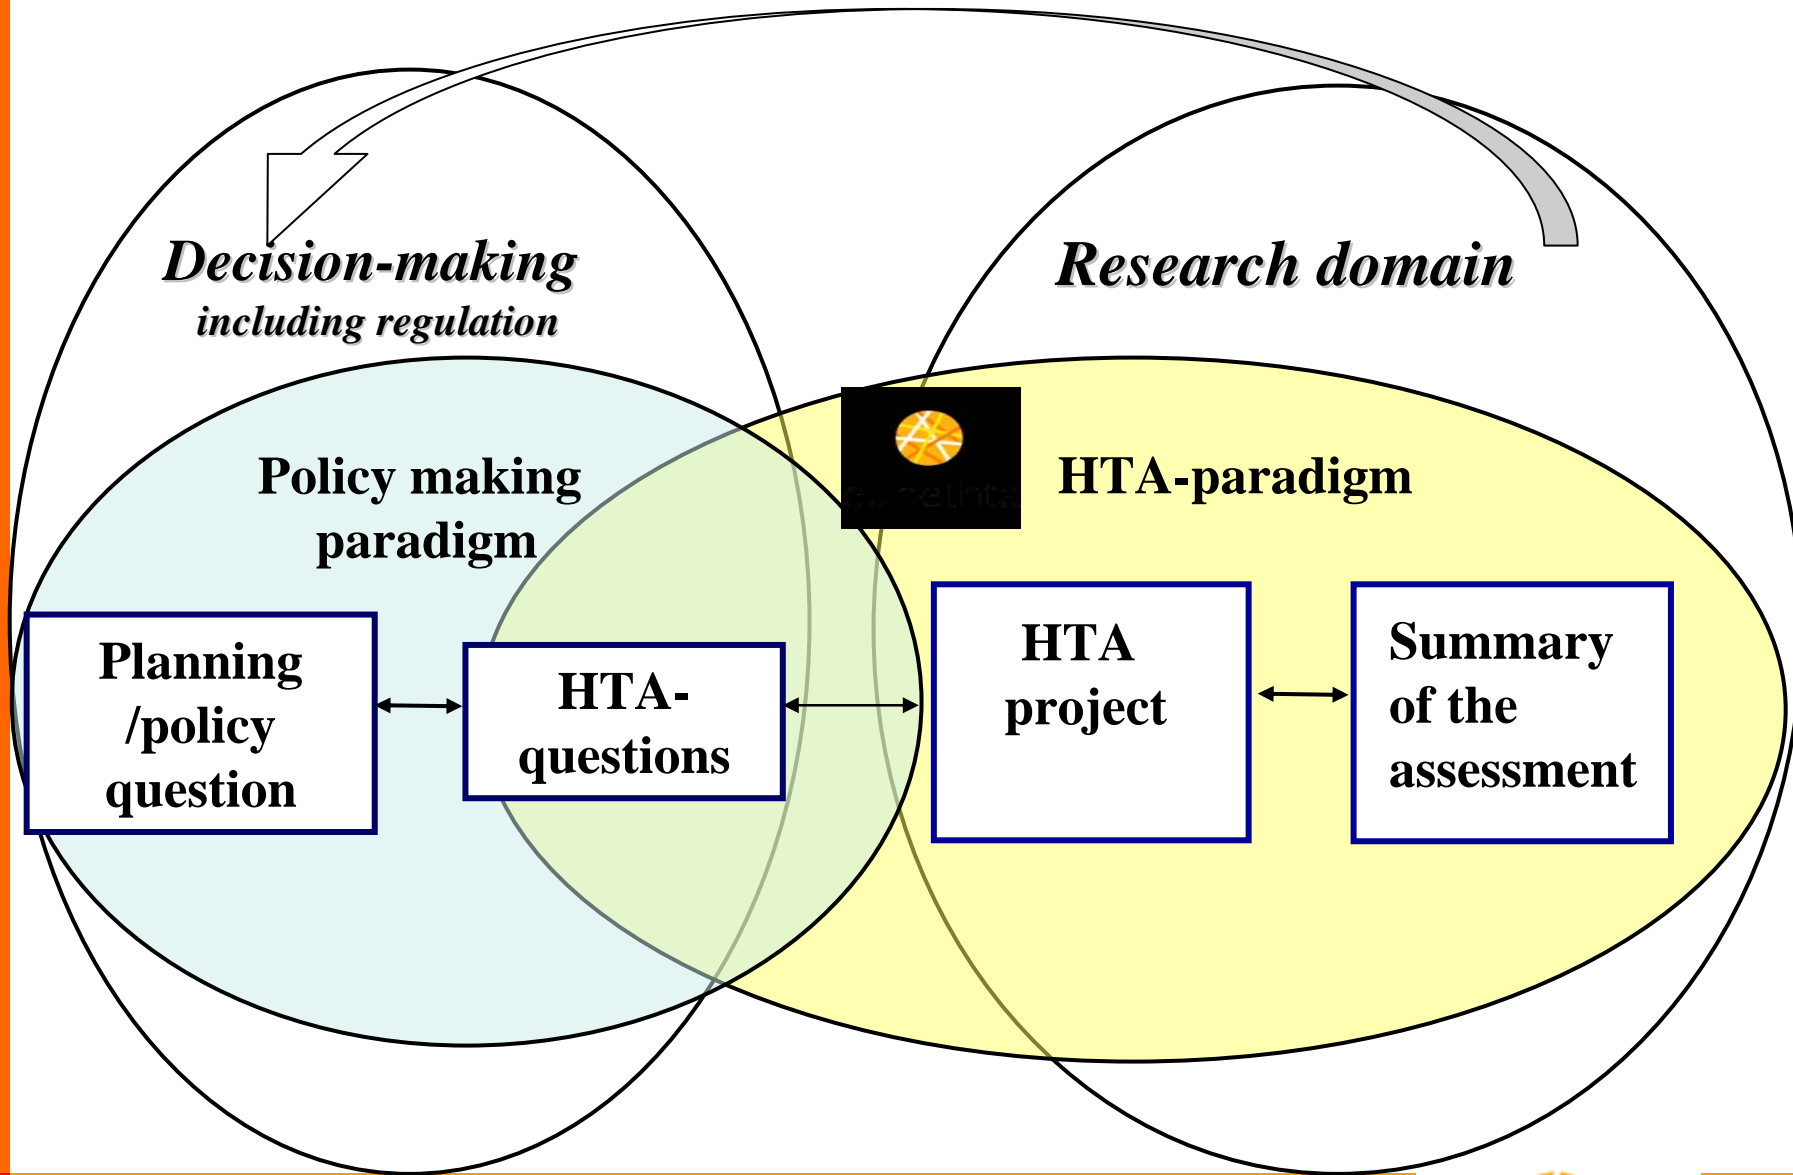 Decision-making
including regulation
Research domain
Policy making
paradigm
HTA-paradigm
Planning
/policy
question
HTA-
questions
HTA
project
Summary
of the
assessment